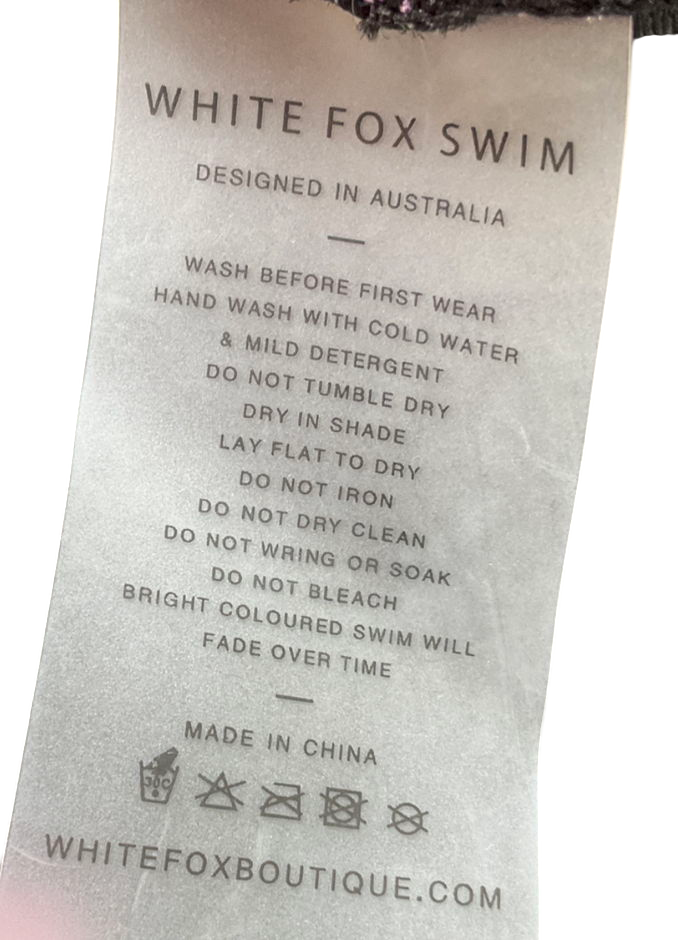 WHITE FOX SWIM
DESIGNED IN AUSTRALIA
—
WASH BEFORE FIRST WEAR
HAND WASH WITH COLD WATER
& MILD DETERGENT
DO NOT TUMBLE DRY
DRY IN SHADE
LAY FLAT TO DRY
DO NOT IRON
DO NOT DRY CLEAN
DO NOT WRING OR SOAK
DO NOT BLEACH
BRIGHT COLOURED SWIM WILL
FADE OVER TIME
—
MADE IN CHINA
30C
WHITEFOXBOUTIQUE.COM